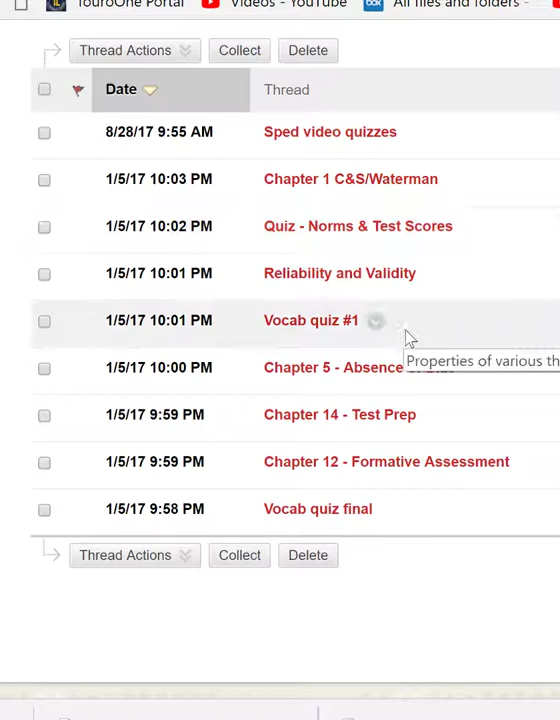 TouroOne Portal Videos - YouTube All files and folders -
Thread Actions Collect Delete
Date Thread
8/28/17 9:55 AM Sped video quizzes
1/5/17 10:03 PM Chapter 1 C&S/Waterman
1/5/17 10:02 PM Quiz - Norms & Test Scores
1/5/17 10:01 PM Reliability and Validity
1/5/17 10:01 PM Vocab quiz #1
1/5/17 10:00 PM Chapter 5 - Absence
Properties of various th
1/5/17 9:59 PM Chapter 14 - Test Prep
1/5/17 9:59 PM Chapter 12 - Formative Assessment
1/5/17 9:58 PM Vocab quiz final
Thread Actions Collect Delete